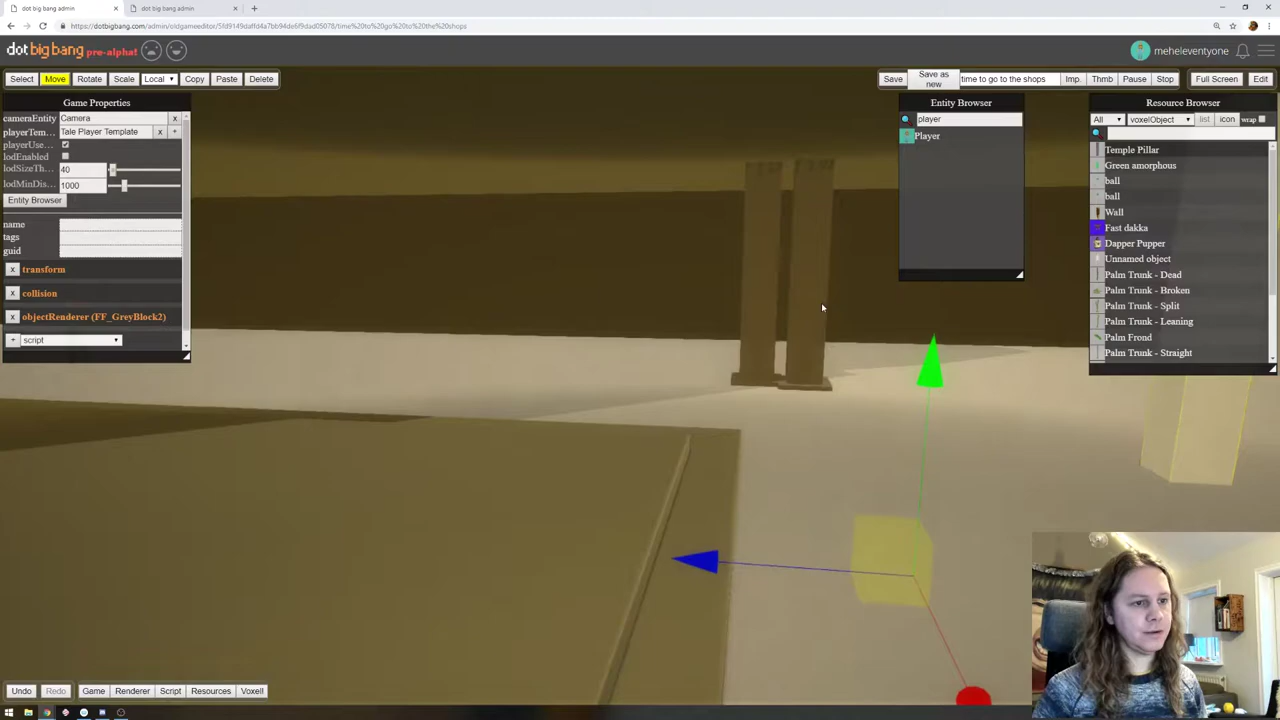 dot big bang admin
dot big bang admin
https://dotbigbang.com/admin/oldgameeditor/5fd9149daffd4a7bb94de6f9dad05078/time%20to%20go%20to%20the%20shops
dot big bang pre-alpha!
meheleventyone
Select Move Rotate Scale Local Copy Paste Delete
Save Save as new time to go to the shops Imp. Thmb Pause Stop Full Screen Edit
Game Properties
cameraEntity Camera x
playerTem... Tale Player Template x +
playerUse...
lodEnabled
lodSizeTh... 40
lodMinDis... 1000
Entity Browser
name
tags
guid
x transform
x collision
x objectRenderer (FF_GreyBlock2)
+ script
Entity Browser
player
Player
Resource Browser
All voxelObject list icon wrap
Temple Pillar
Green amorphous
ball
ball
Wall
Fast dakka
Dapper Pupper
Unnamed object
Palm Trunk - Dead
Palm Trunk - Broken
Palm Trunk - Split
Palm Trunk - Leaning
Palm Frond
Palm Trunk - Straight
Undo Redo Game Renderer Script Resources Voxell